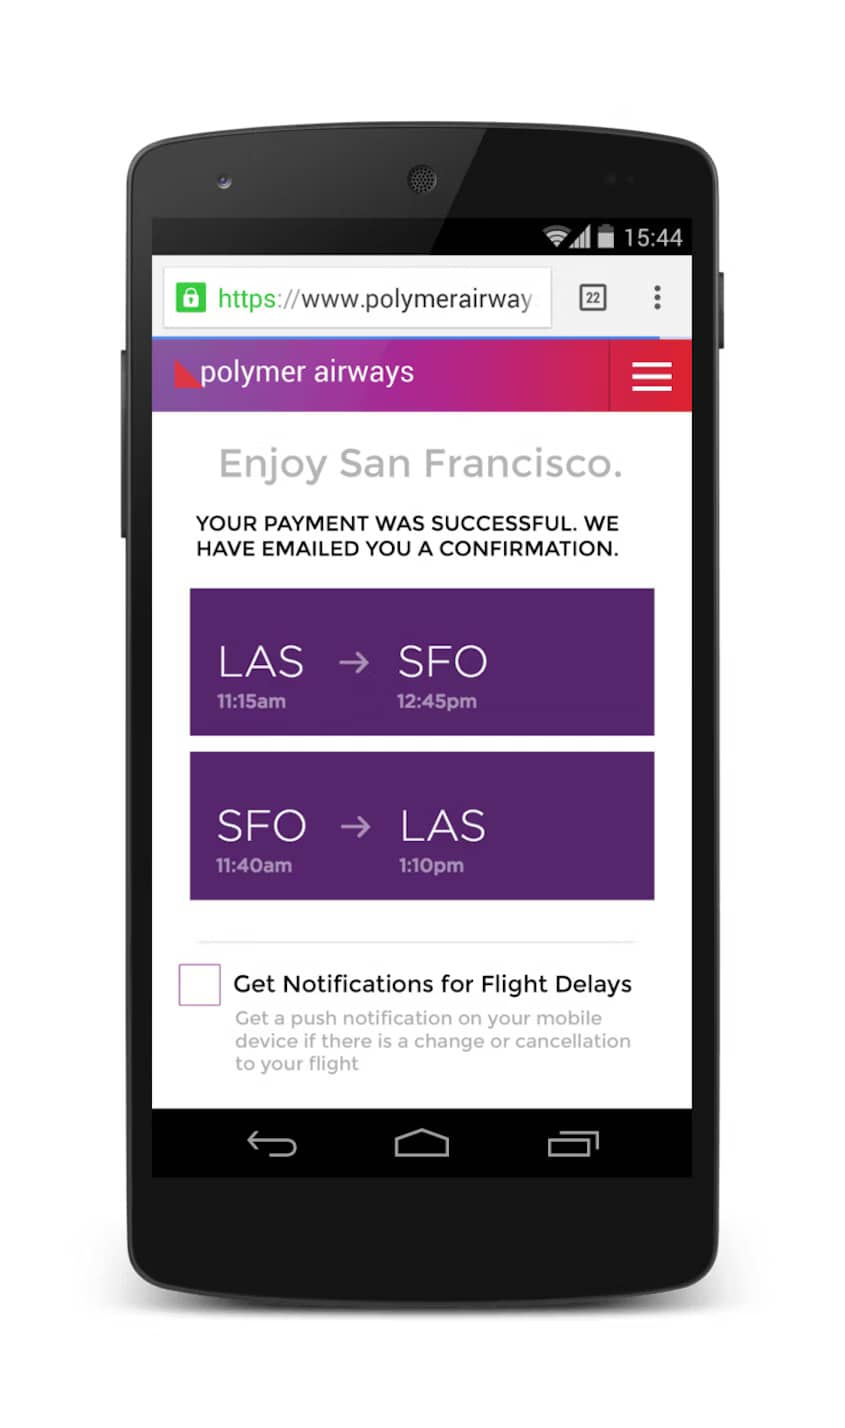 15:44
https://www.polymerairway
22
polymer airways
Enjoy San Francisco.
YOUR PAYMENT WAS SUCCESSFUL. WE
HAVE EMAILED YOU A CONFIRMATION.
LAS → SFO
11:15am 12:45pm
SFO → LAS
11:40am 1:10pm
Get Notifications for Flight Delays
Get a push notification on your mobile
device if there is a change or cancellation
to your flight